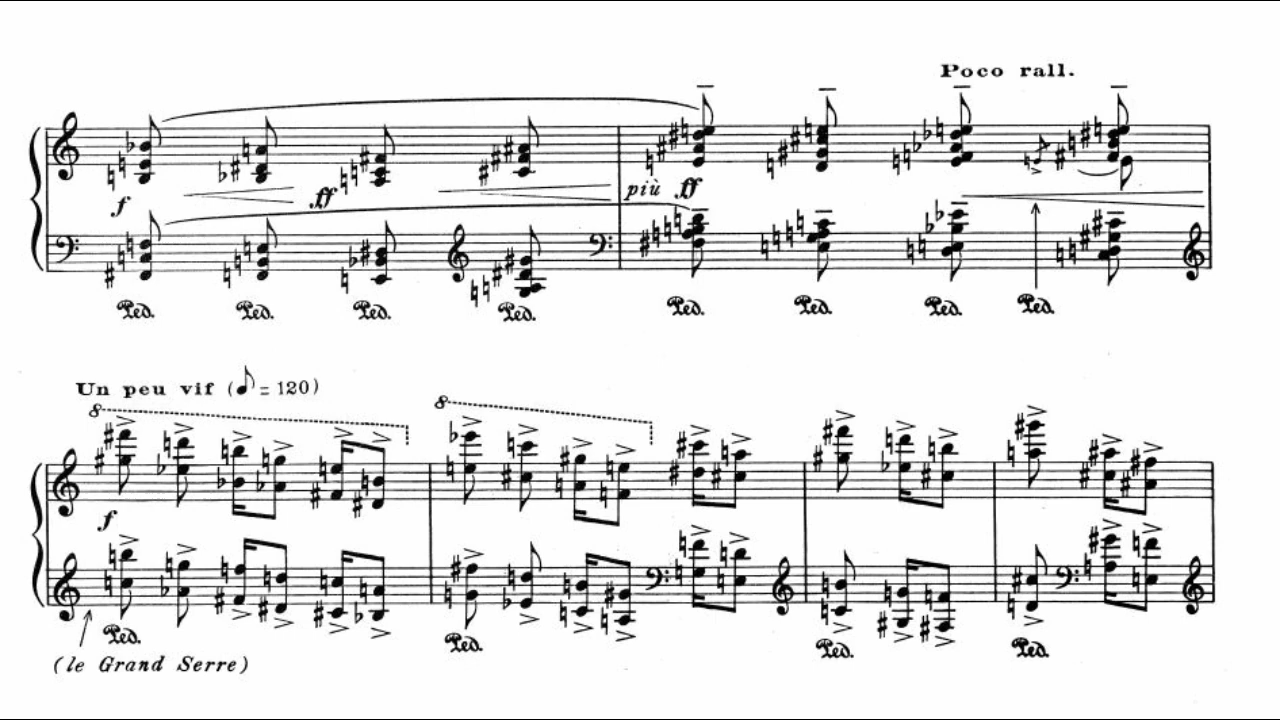 Poco rall.
f ff più ff
Ped. Ped. Ped. Ped. Ped. Ped. Ped. Ped.
Un peu vif (♪ = 120)
8 8
f
Ped. Ped. Ped. Ped.
(le Grand Serre)